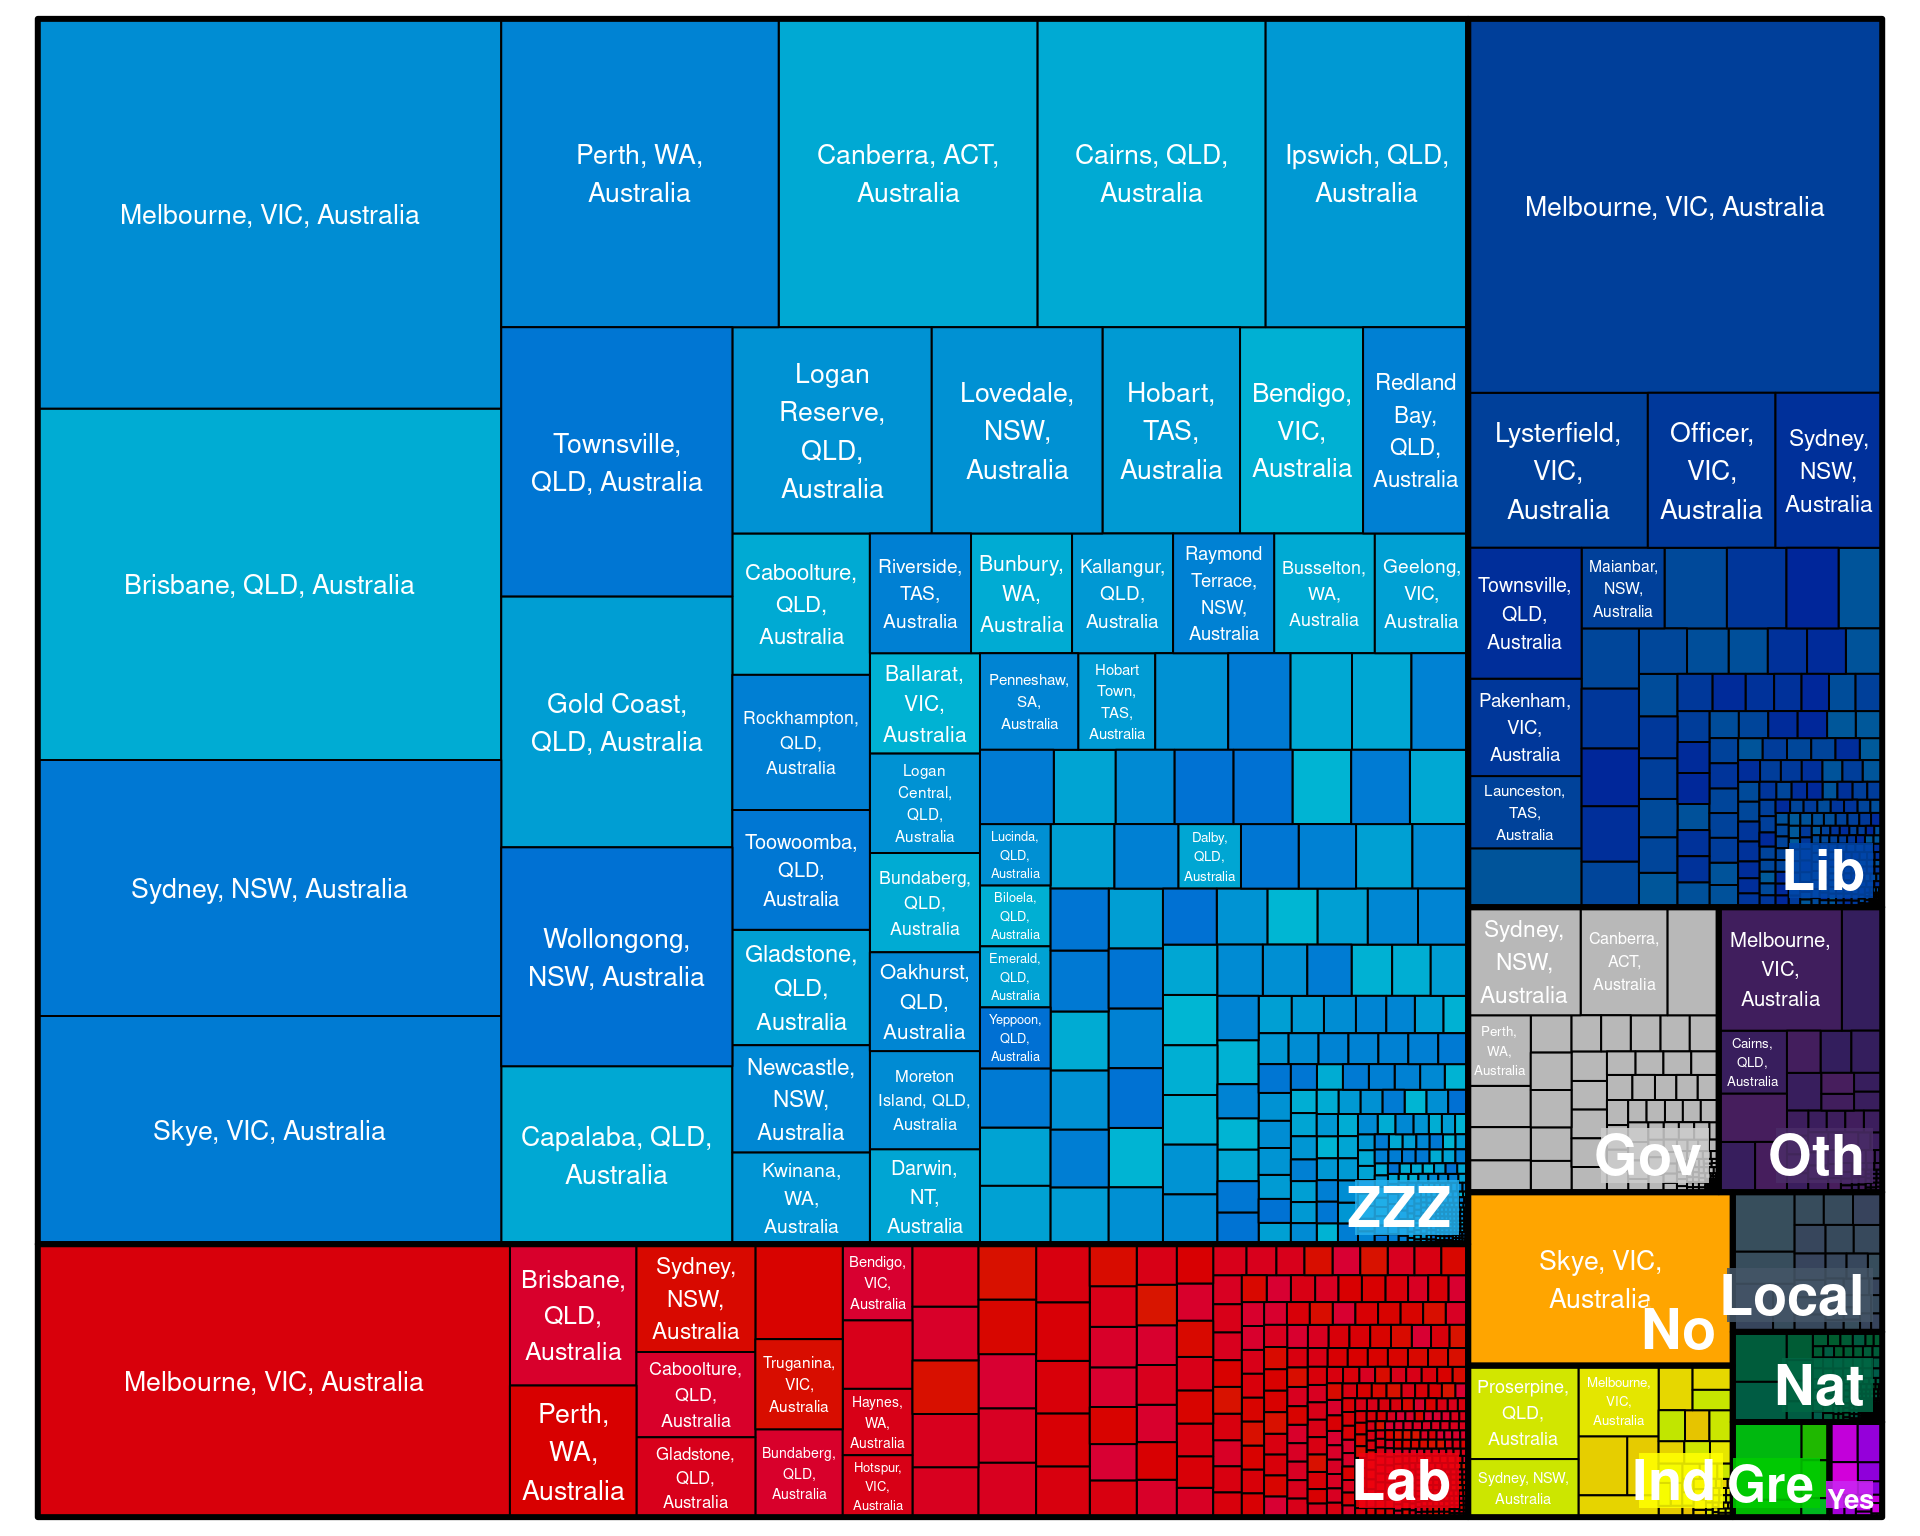 Melbourne, VIC, Australia
Brisbane, QLD, Australia
Sydney, NSW, Australia
Skye, VIC, Australia
Perth, WA,
Australia
Canberra, ACT,
Australia
Cairns, QLD,
Australia
Ipswich, QLD,
Australia
Townsville,
QLD, Australia
Gold Coast,
QLD, Australia
Wollongong,
NSW, Australia
Capalaba, QLD,
Australia
Logan
Reserve,
QLD,
Australia
Lovedale,
NSW,
Australia
Hobart,
TAS,
Australia
Bendigo,
VIC,
Australia
Redland
Bay,
QLD,
Australia
Caboolture,
QLD,
Australia
Rockhampton,
QLD,
Australia
Toowoomba,
QLD,
Australia
Gladstone,
QLD,
Australia
Newcastle,
NSW,
Australia
Kwinana,
WA,
Australia
Riverside,
TAS,
Australia
Bunbury,
WA,
Australia
Kallangur,
QLD,
Australia
Raymond
Terrace,
NSW,
Australia
Busselton,
WA,
Australia
Geelong,
VIC,
Australia
Ballarat,
VIC,
Australia
Logan
Central,
QLD,
Australia
Bundaberg,
QLD,
Australia
Oakhurst,
QLD,
Australia
Moreton
Island, QLD,
Australia
Darwin,
NT,
Australia
Penneshaw,
SA,
Australia
Hobart
Town,
TAS,
Australia
Lucinda,
QLD,
Australia
Biloela,
QLD,
Australia
Emerald,
QLD,
Australia
Yeppoon,
QLD,
Australia
Dalby,
QLD,
Australia
ZZZ
Melbourne, VIC, Australia
Lysterfield,
VIC,
Australia
Officer,
VIC,
Australia
Sydney,
NSW,
Australia
Townsville,
QLD,
Australia
Maianbar,
NSW,
Australia
Pakenham,
VIC,
Australia
Launceston,
TAS,
Australia
Lib
Sydney,
NSW,
Australia
Canberra,
ACT,
Australia
Perth,
WA,
Australia
Gov
Melbourne,
VIC,
Australia
Cairns,
QLD,
Australia
Oth
Skye, VIC,
Australia
No
Local
Nat
Proserpine,
QLD,
Australia
Melbourne,
VIC,
Australia
Sydney, NSW,
Australia
Ind
Gre
Yes
Melbourne, VIC, Australia
Brisbane,
QLD,
Australia
Perth,
WA,
Australia
Sydney,
NSW,
Australia
Caboolture,
QLD,
Australia
Gladstone,
QLD,
Australia
Truganina,
VIC,
Australia
Bundaberg,
QLD,
Australia
Bendigo,
VIC,
Australia
Haynes,
WA,
Australia
Hotspur,
VIC,
Australia
Lab